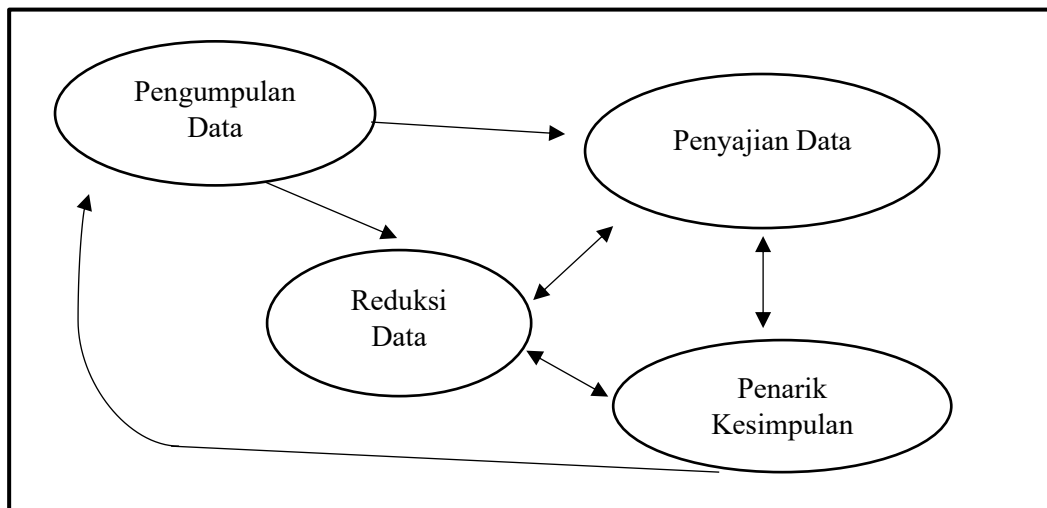 Pengumpulan
Data
Penyajian Data
Reduksi
Data
Penarik
Kesimpulan